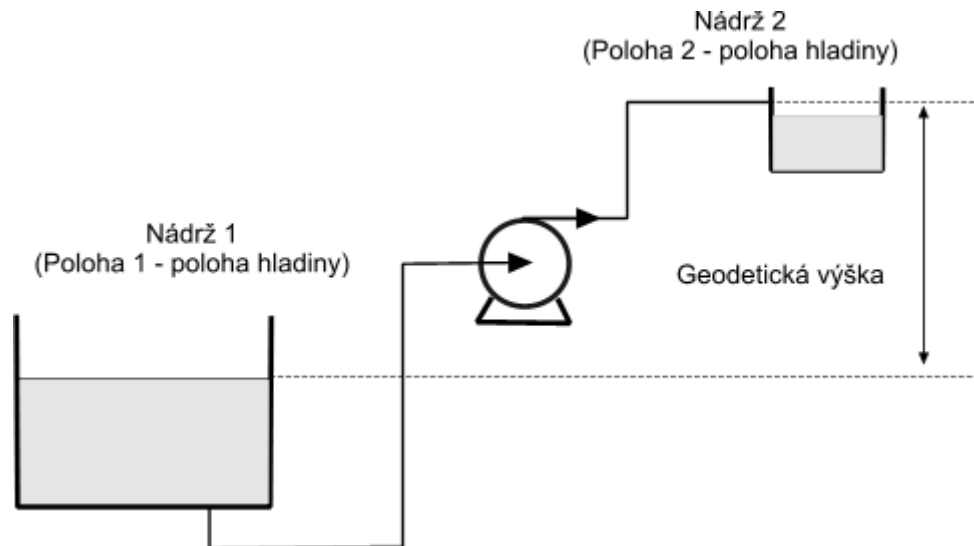 Nádrž 2
(Poloha 2 - poloha hladiny)
Nádrž 1
(Poloha 1 - poloha hladiny)
Geodetická výška